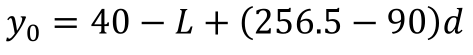 y₀ = 40 − L + (256.5 − 90)d